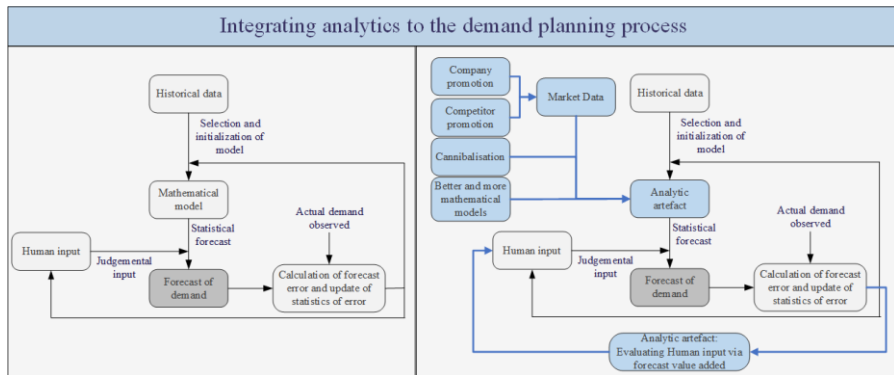 Integrating analytics to the demand planning process
Historical data
Selection and
initialization of
model
Mathematical
model
Statistical
forecast
Actual demand
observed
Human input
Judgemental
input
Forecast of
demand
Calculation of forecast
error and update of
statistics of error
Company
promotion
Competitor
promotion
Market Data
Cannibalisation
Better and more
mathematical
models
Historical data
Selection and
initialization of
model
Analytic
artefact
Statistical
forecast
Actual demand
observed
Human input
Judgemental
input
Forecast
of demand
Calculation of forecast
error and update of
statistics of error
Analytic artefact:
Evaluating Human input via
forecast value added